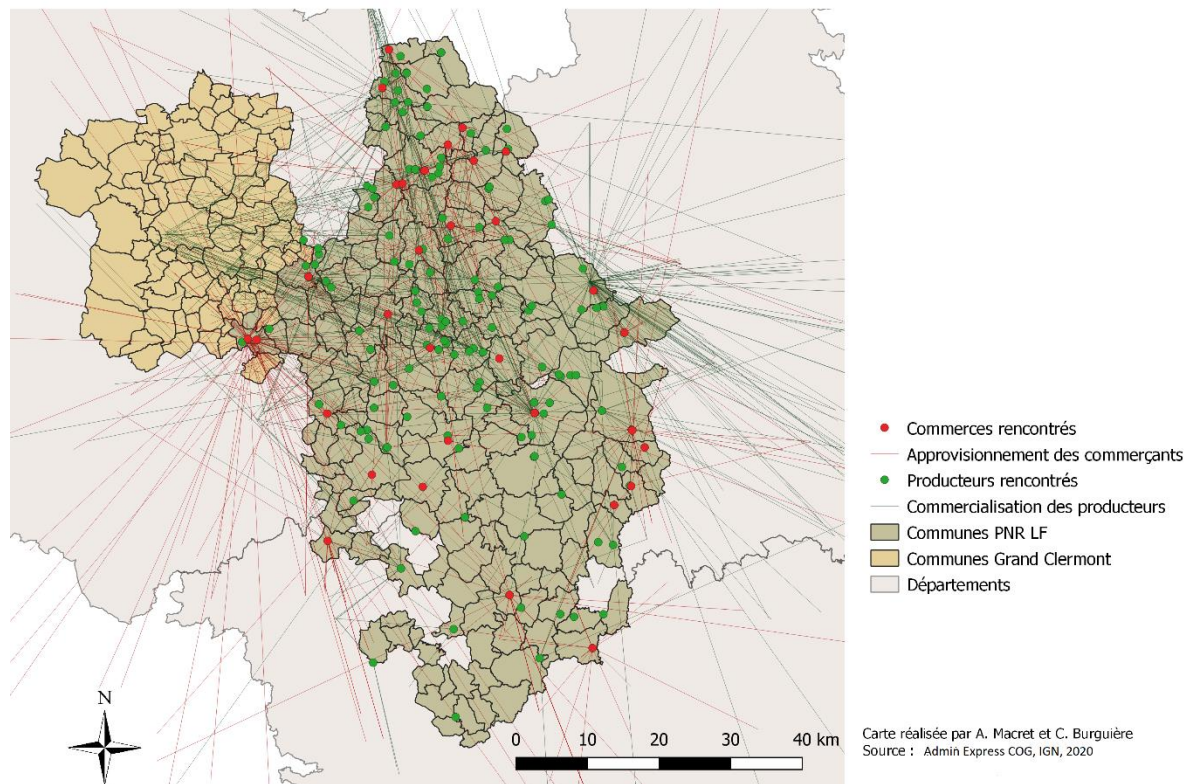 Commerces rencontrés
Approvisionnement des commerçants
Producteurs rencontrés
Commercialisation des producteurs
Communes PNR LF
Communes Grand Clermont
Départements
N
0 10 20 30 40 km
Carte réalisée par A. Macret et C. Burguière
Source : Admin Express COG, IGN, 2020